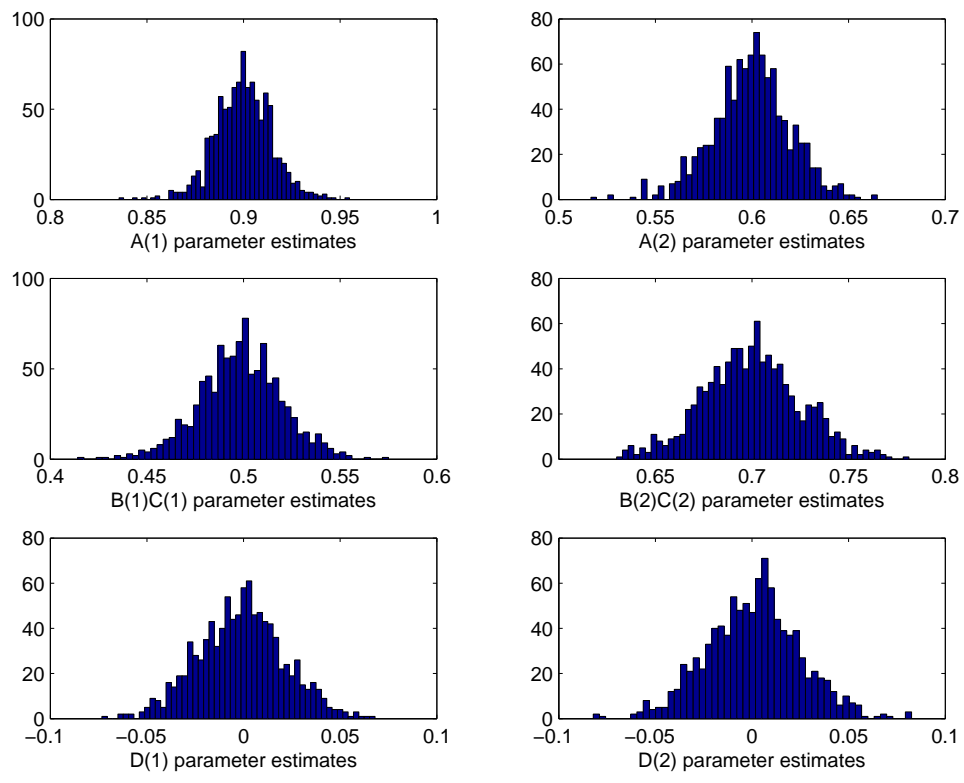 100
50
0
0.8 0.85 0.9 0.95 1
A(1) parameter estimates
80
60
40
20
0
0.5 0.55 0.6 0.65 0.7
A(2) parameter estimates
100
50
0
0.4 0.45 0.5 0.55 0.6
B(1)C(1) parameter estimates
80
60
40
20
0
0.65 0.7 0.75 0.8
B(2)C(2) parameter estimates
80
60
40
20
0
−0.1 −0.05 0 0.05 0.1
D(1) parameter estimates
80
60
40
20
0
−0.1 −0.05 0 0.05 0.1
D(2) parameter estimates